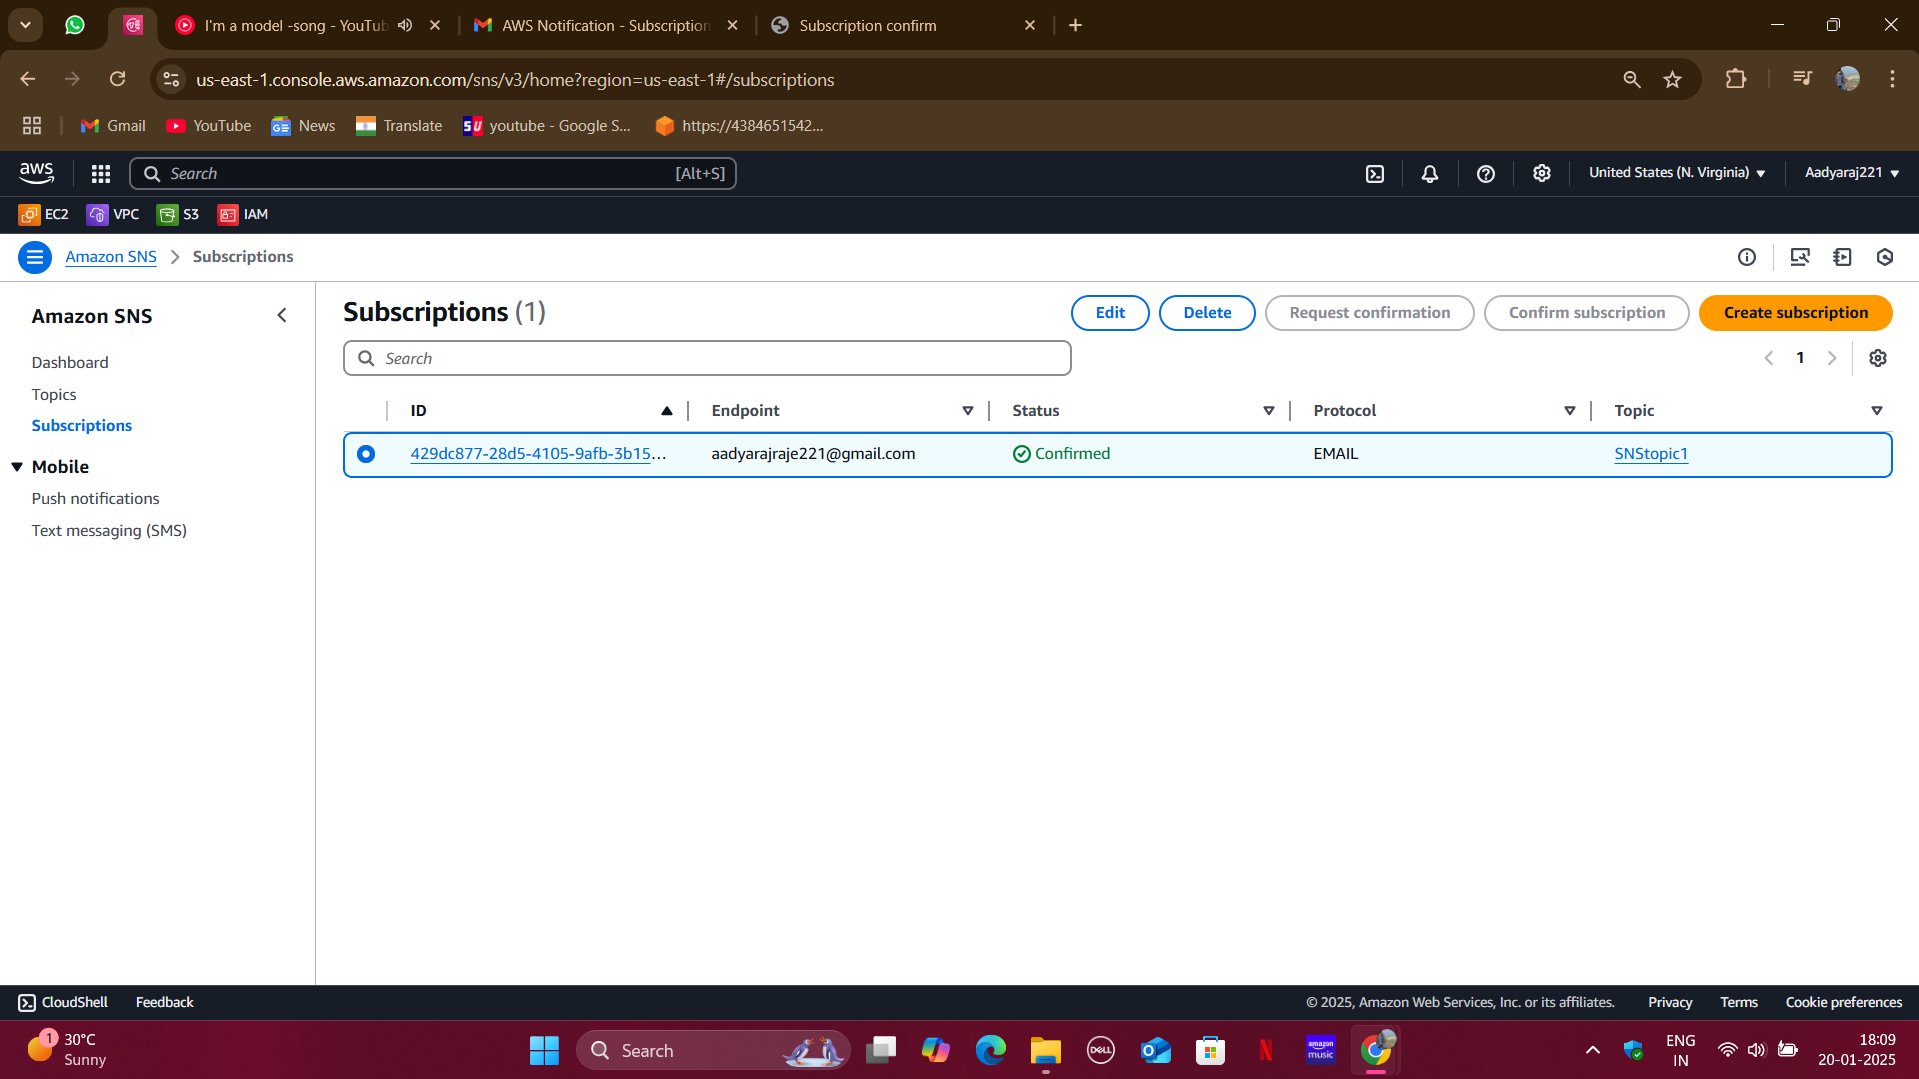 I'm a model -song - YouTub
AWS Notification - Subscription
Subscription confirm
us-east-1.console.aws.amazon.com/sns/v3/home?region=us-east-1#/subscriptions
Gmail
YouTube
News
Translate
youtube - Google S...
https://4384651542...
aws
Search
[Alt+S]
United States (N. Virginia)
Aadyaraj221
EC2
VPC
S3
IAM
Amazon SNS
Subscriptions
Amazon SNS
Dashboard
Topics
Subscriptions
Mobile
Push notifications
Text messaging (SMS)
Subscriptions (1)
Edit
Delete
Request confirmation
Confirm subscription
Create subscription
Search
1
ID
Endpoint
Status
Protocol
Topic
429dc877-28d5-4105-9afb-3b15...
aadyarajraje221@gmail.com
Confirmed
EMAIL
SNStopic1
CloudShell
Feedback
© 2025, Amazon Web Services, Inc. or its affiliates.
Privacy
Terms
Cookie preferences
1
30°C
Sunny
Search
DELL
amazon
music
ENG
IN
18:09
20-01-2025